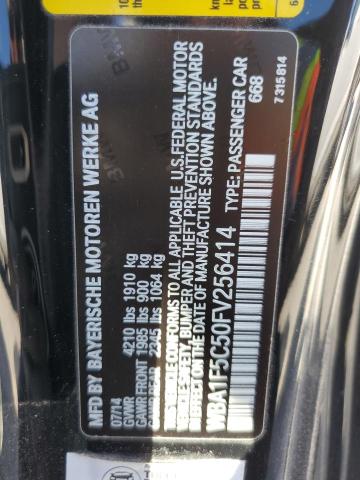 MFD BY BAYERISCHE MOTOREN WERKE AG
07/14
GVWR 4210 lbs 1910 kg
GAWR FRONT 1985 lbs 900 kg
GAWR REAR 2345 lbs 1064 kg
THIS VEHICLE CONFORMS TO ALL APPLICABLE U.S. FEDERAL MOTOR
VEHICLE SAFETY, BUMPER AND THEFT PREVENTION STANDARDS
IN EFFECT ON THE DATE OF MANUFACTURE SHOWN ABOVE.
WBA1F5C50FV256414 TYPE: PASSENGER CAR
668
7 315 814